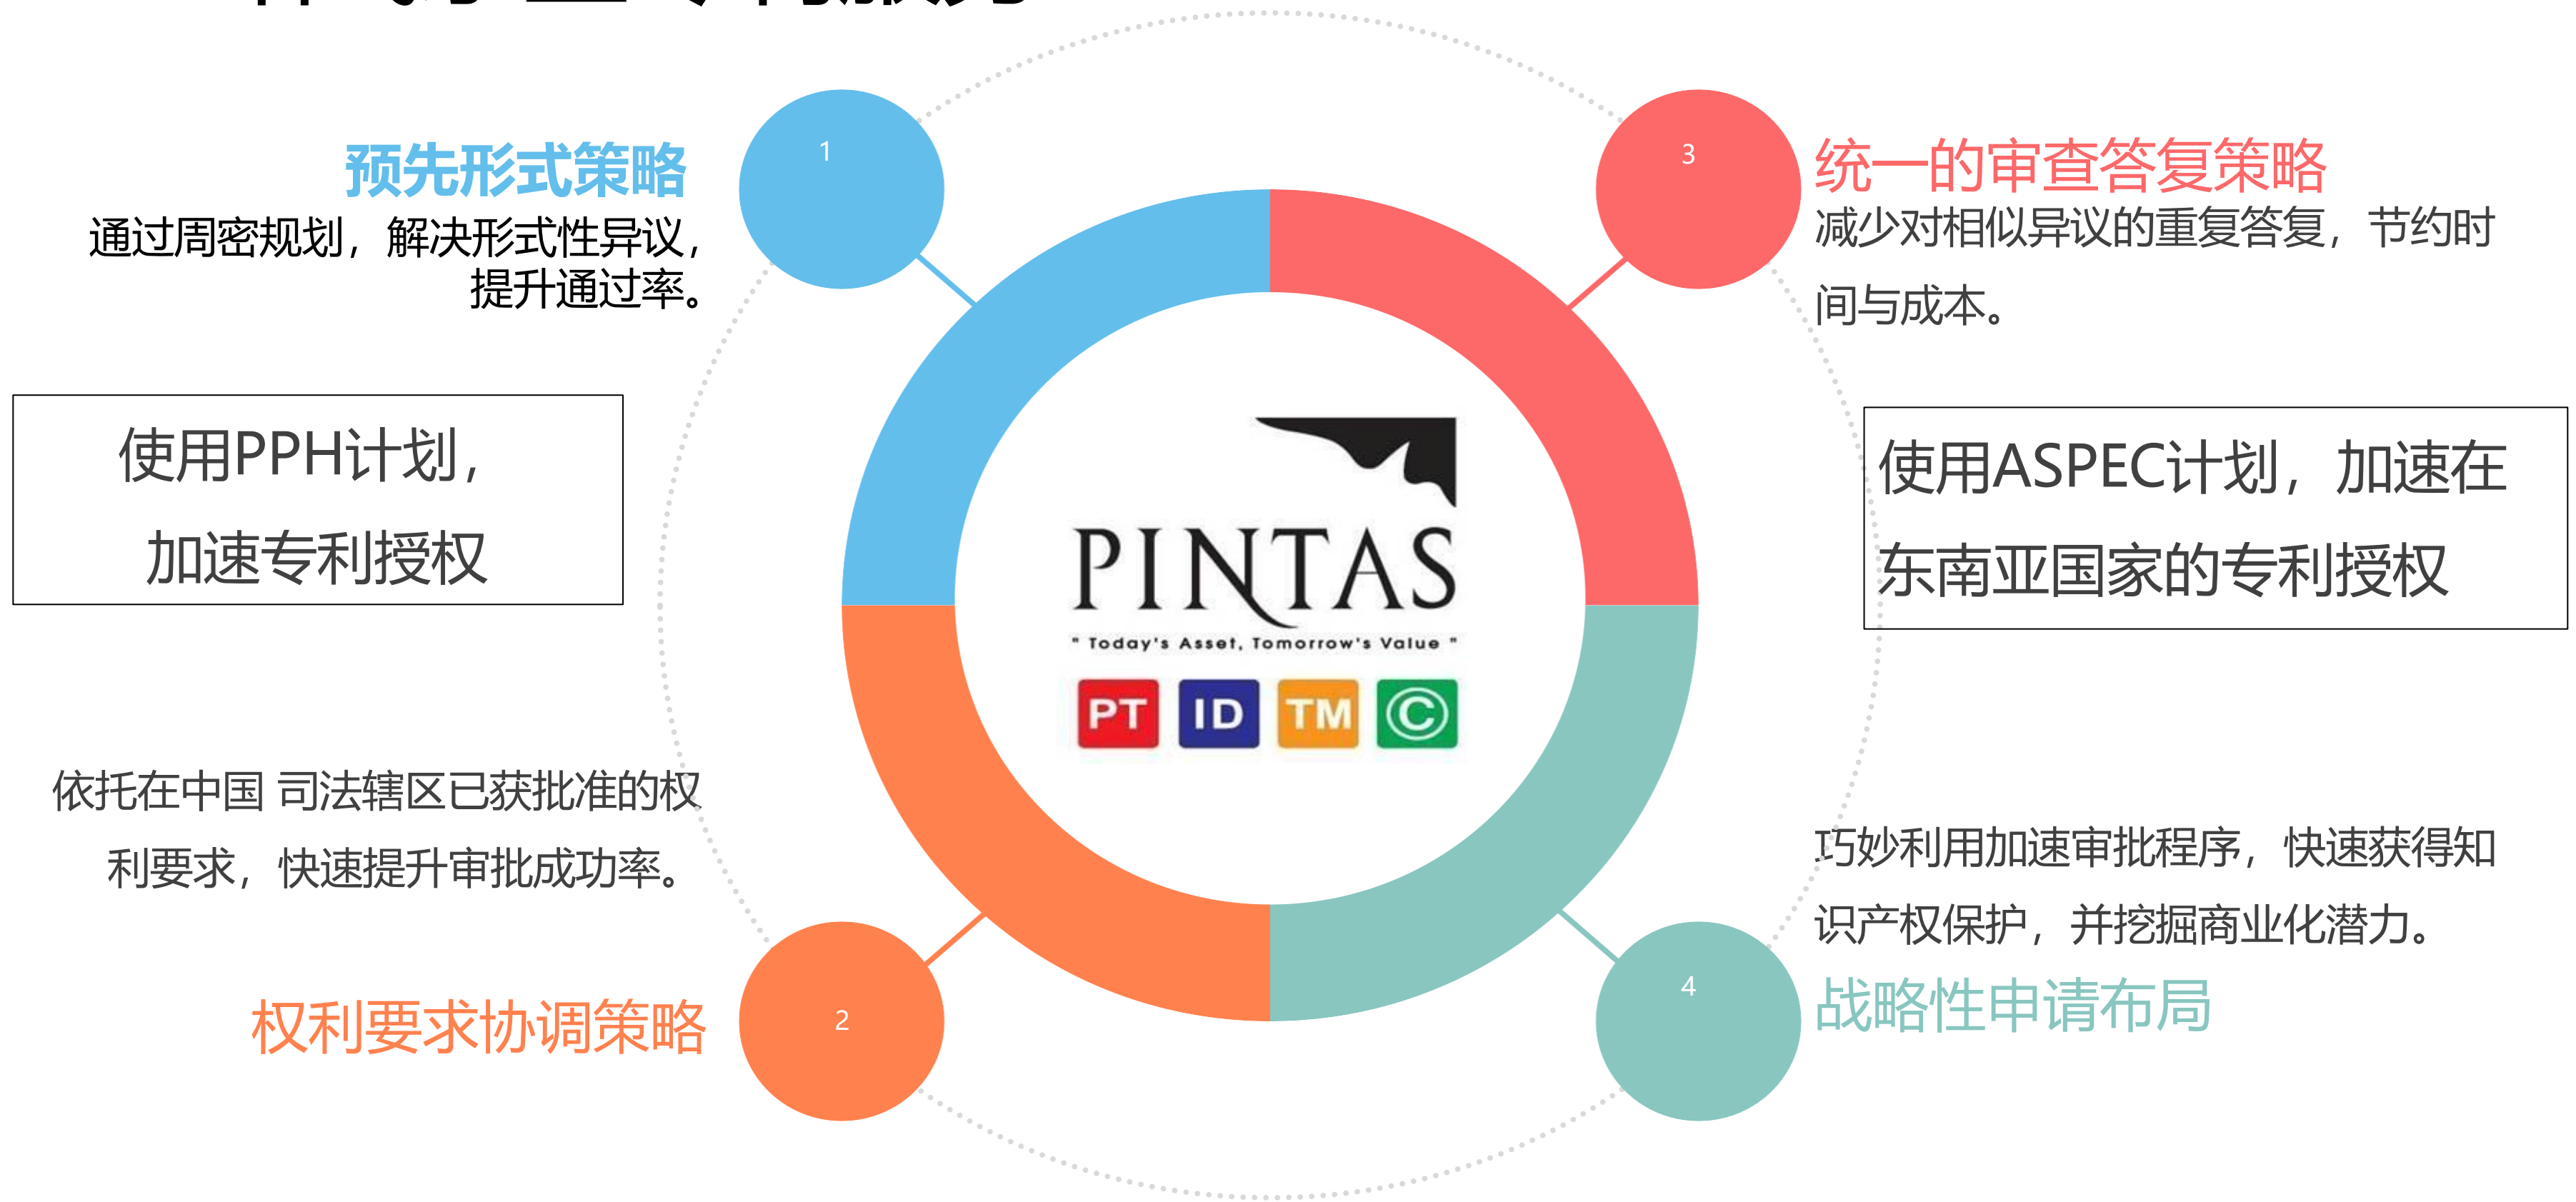 1
预先形式策略
通过周密规划，解决形式性异议，
提升通过率。
使用PPH计划，
加速专利授权
依托在中国 司法辖区已获批准的权
利要求，快速提升审批成功率。
权利要求协调策略
2
PINTAS
" Today's Asset, Tomorrow's Value "
PT ID TM ©
3
统一的审查答复策略
减少对相似异议的重复答复，节约时
间与成本。
使用ASPEC计划，加速在
东南亚国家的专利授权
巧妙利用加速审批程序，快速获得知
识产权保护，并挖掘商业化潜力。
4
战略性申请布局